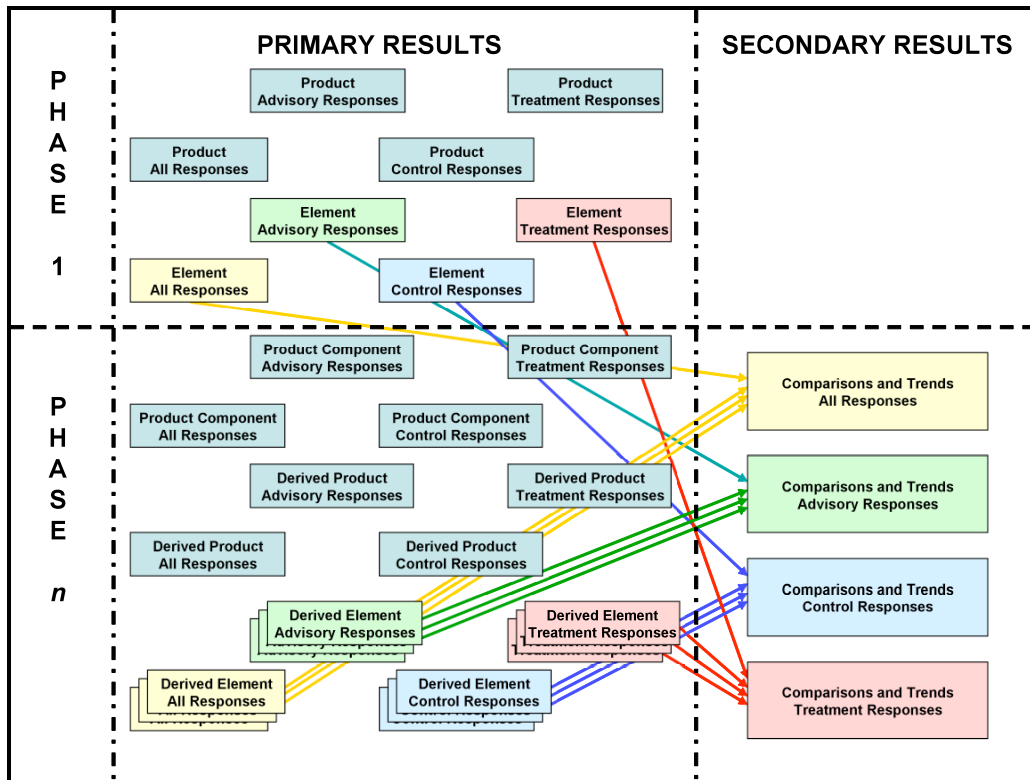 PRIMARY RESULTS
SECONDARY RESULTS
PHASE 1
Product
Advisory Responses
Product
Treatment Responses
Product
All Responses
Product
Control Responses
Element
Advisory Responses
Element
Treatment Responses
Element
All Responses
Element
Control Responses
PHASE n
Product Component
Advisory Responses
Product Component
Treatment Responses
Comparisons and Trends
All Responses
Product Component
All Responses
Product Component
Control Responses
Derived Product
Advisory Responses
Derived Product
Treatment Responses
Comparisons and Trends
Advisory Responses
Derived Product
All Responses
Derived Product
Control Responses
Comparisons and Trends
Control Responses
Derived Element
Advisory Responses
Derived Element
Treatment Responses
Derived Element
All Responses
Derived Element
Control Responses
Comparisons and Trends
Treatment Responses